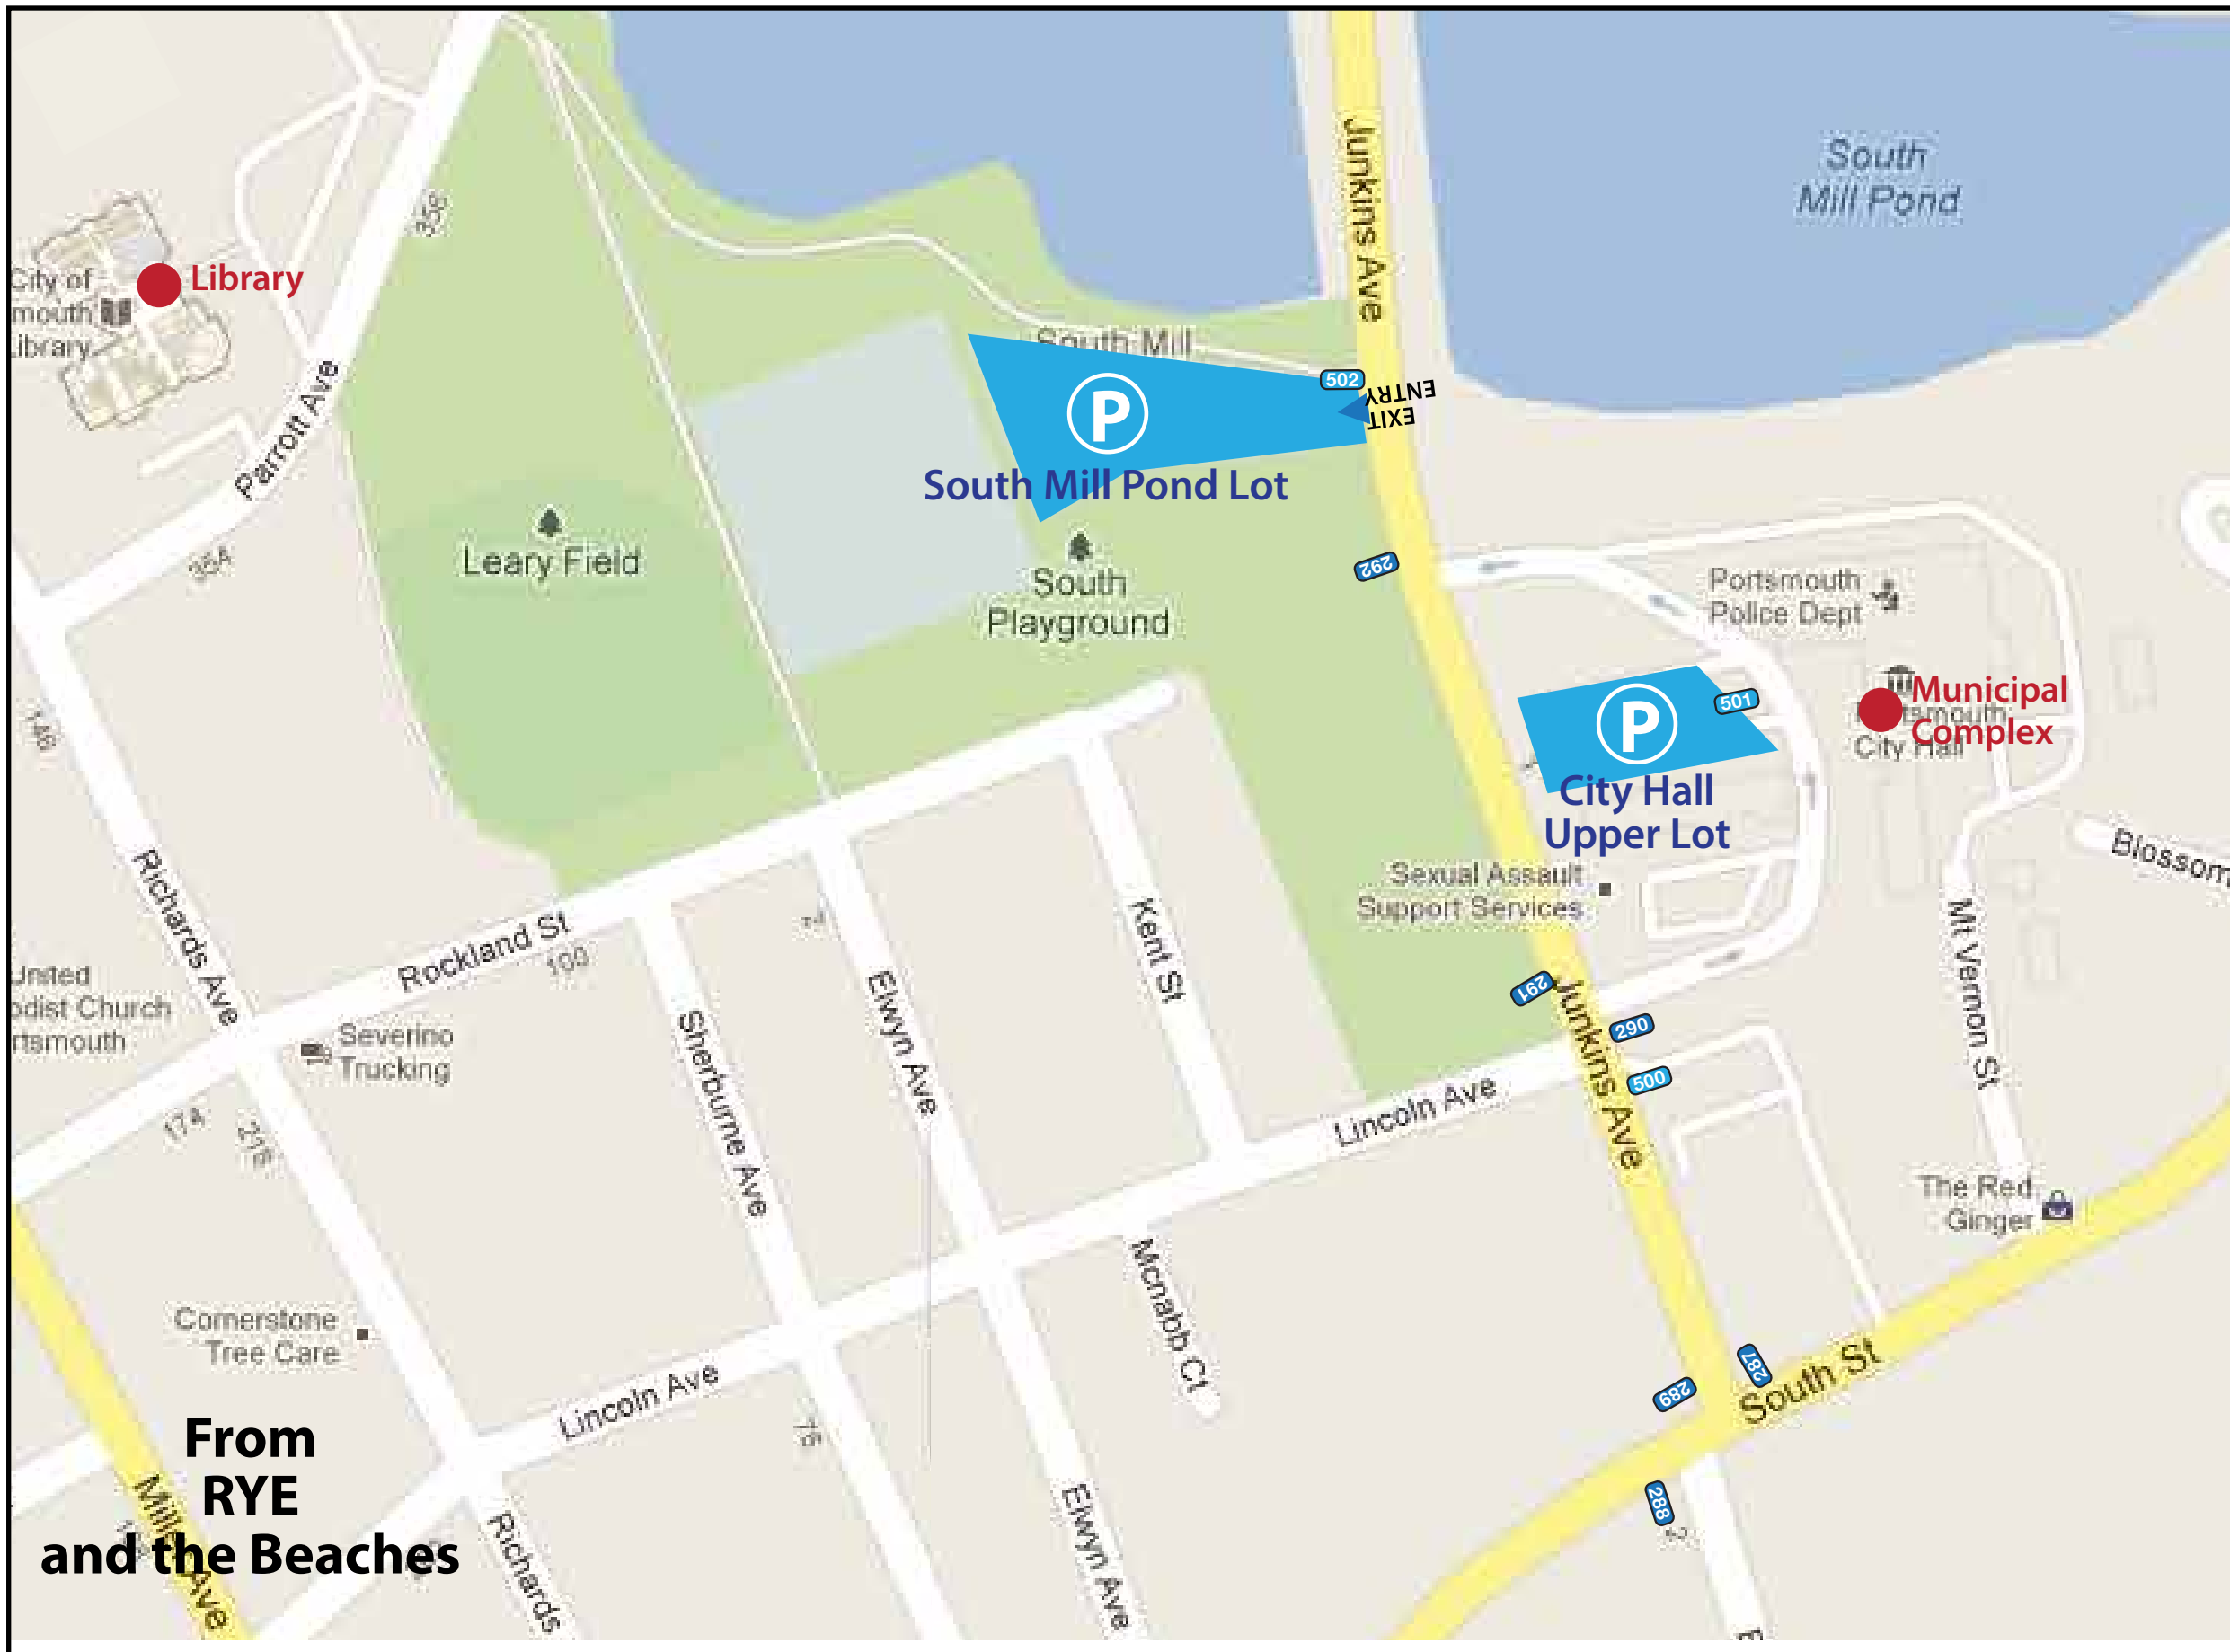 Junkins Ave
South
Mill Pond
358
Library
City of
mouth
Library
South Mill
502
ENTRY
EXIT
P
South Mill Pond Lot
Parrott Ave
35A
Leary Field
South
Playground
292
Portsmouth
Police Dept
501
Municipal
Complex
City Hall
P
City Hall
Upper Lot
146
Richards Ave
Sexual Assault
Support Services
Blossom
Kent St
Mt Vernon St
Rockland St
100
United
odist Church
rtsmouth
Severino
Trucking
Elwyn Ave
Sherburne Ave
291
290
500
Junkins Ave
Lincoln Ave
174
218
The Red
Ginger
Mcnabb Ct
Cornerstone
Tree Care
Lincoln Ave
287
South St
289
288
From
RYE
and the Beaches
Miller Ave
Richards
Elwyn Ave